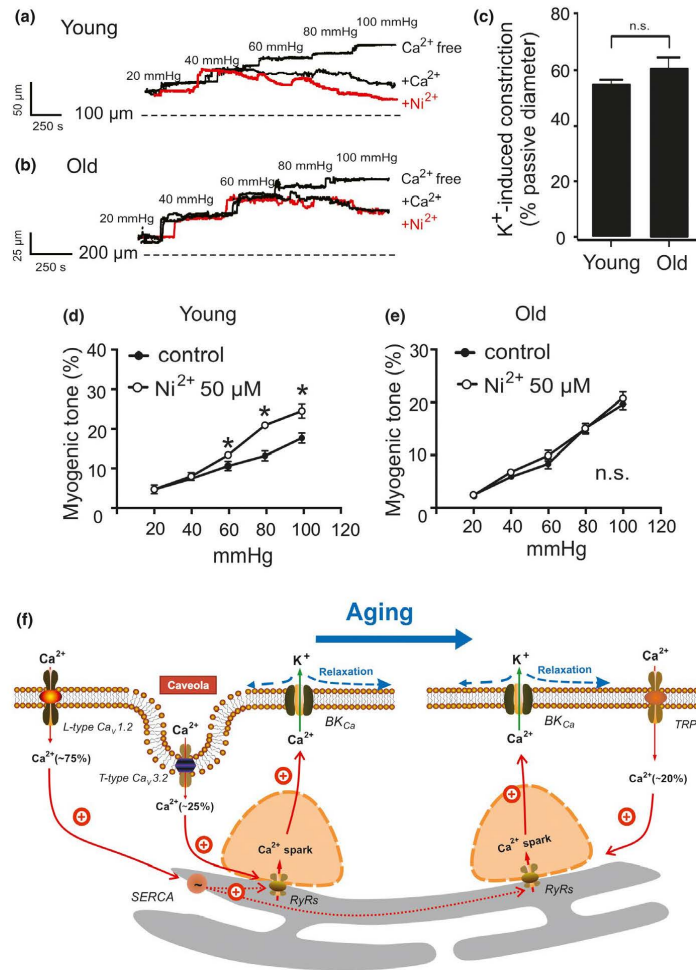 (a) Young
20 mmHg 40 mmHg 60 mmHg 80 mmHg 100 mmHg
Ca²⁺ free
+Ca²⁺
+Ni²⁺
50 µm
250 s
100 µm
(b) Old
20 mmHg 40 mmHg 60 mmHg 80 mmHg 100 mmHg
Ca²⁺ free
+Ca²⁺
+Ni²⁺
25 µm
250 s
200 µm
(c)
n.s.
K⁺-induced constriction
(% passive diameter)
80
60
40
20
0
Young Old
(d) Young
control
Ni²⁺ 50 µM
Myogenic tone (%)
40
30
20
10
0
* * *
0 20 40 60 80 100 120
mmHg
(e) Old
control
Ni²⁺ 50 µM
Myogenic tone (%)
30
20
10
0
n.s.
20 40 60 80 100 120
mmHg
(f)
Aging
Ca²⁺
Caveola
K⁺
Relaxation
K⁺
Relaxation
Ca²⁺
L-type Caᵥ1.2
Ca²⁺
BK_Ca
BK_Ca
TRP
Ca²⁺(~75%)
T-type Caᵥ3.2
Ca²⁺
Ca²⁺
Ca²⁺(~20%)
Ca²⁺(~25%)
+
+
+
+
+
Ca²⁺ spark
Ca²⁺ spark
SERCA
~
+
RyRs
RyRs